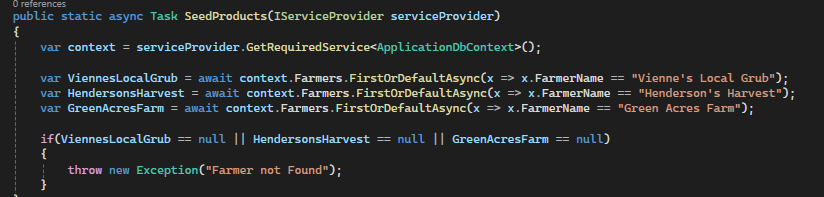 0 references
public static async Task SeedProducts(IServiceProvider serviceProvider)
{
var context = serviceProvider.GetRequiredService<ApplicationDbContext>();
var ViennesLocalGrub = await context.Farmers.FirstOrDefaultAsync(x => x.FarmerName == "Vienne's Local Grub");
var HendersonsHarvest = await context.Farmers.FirstOrDefaultAsync(x => x.FarmerName == "Henderson's Harvest");
var GreenAcresFarm = await context.Farmers.FirstOrDefaultAsync(x => x.FarmerName == "Green Acres Farm");
if(ViennesLocalGrub == null || HendersonsHarvest == null || GreenAcresFarm == null)
{
throw new Exception("Farmer not Found");
}